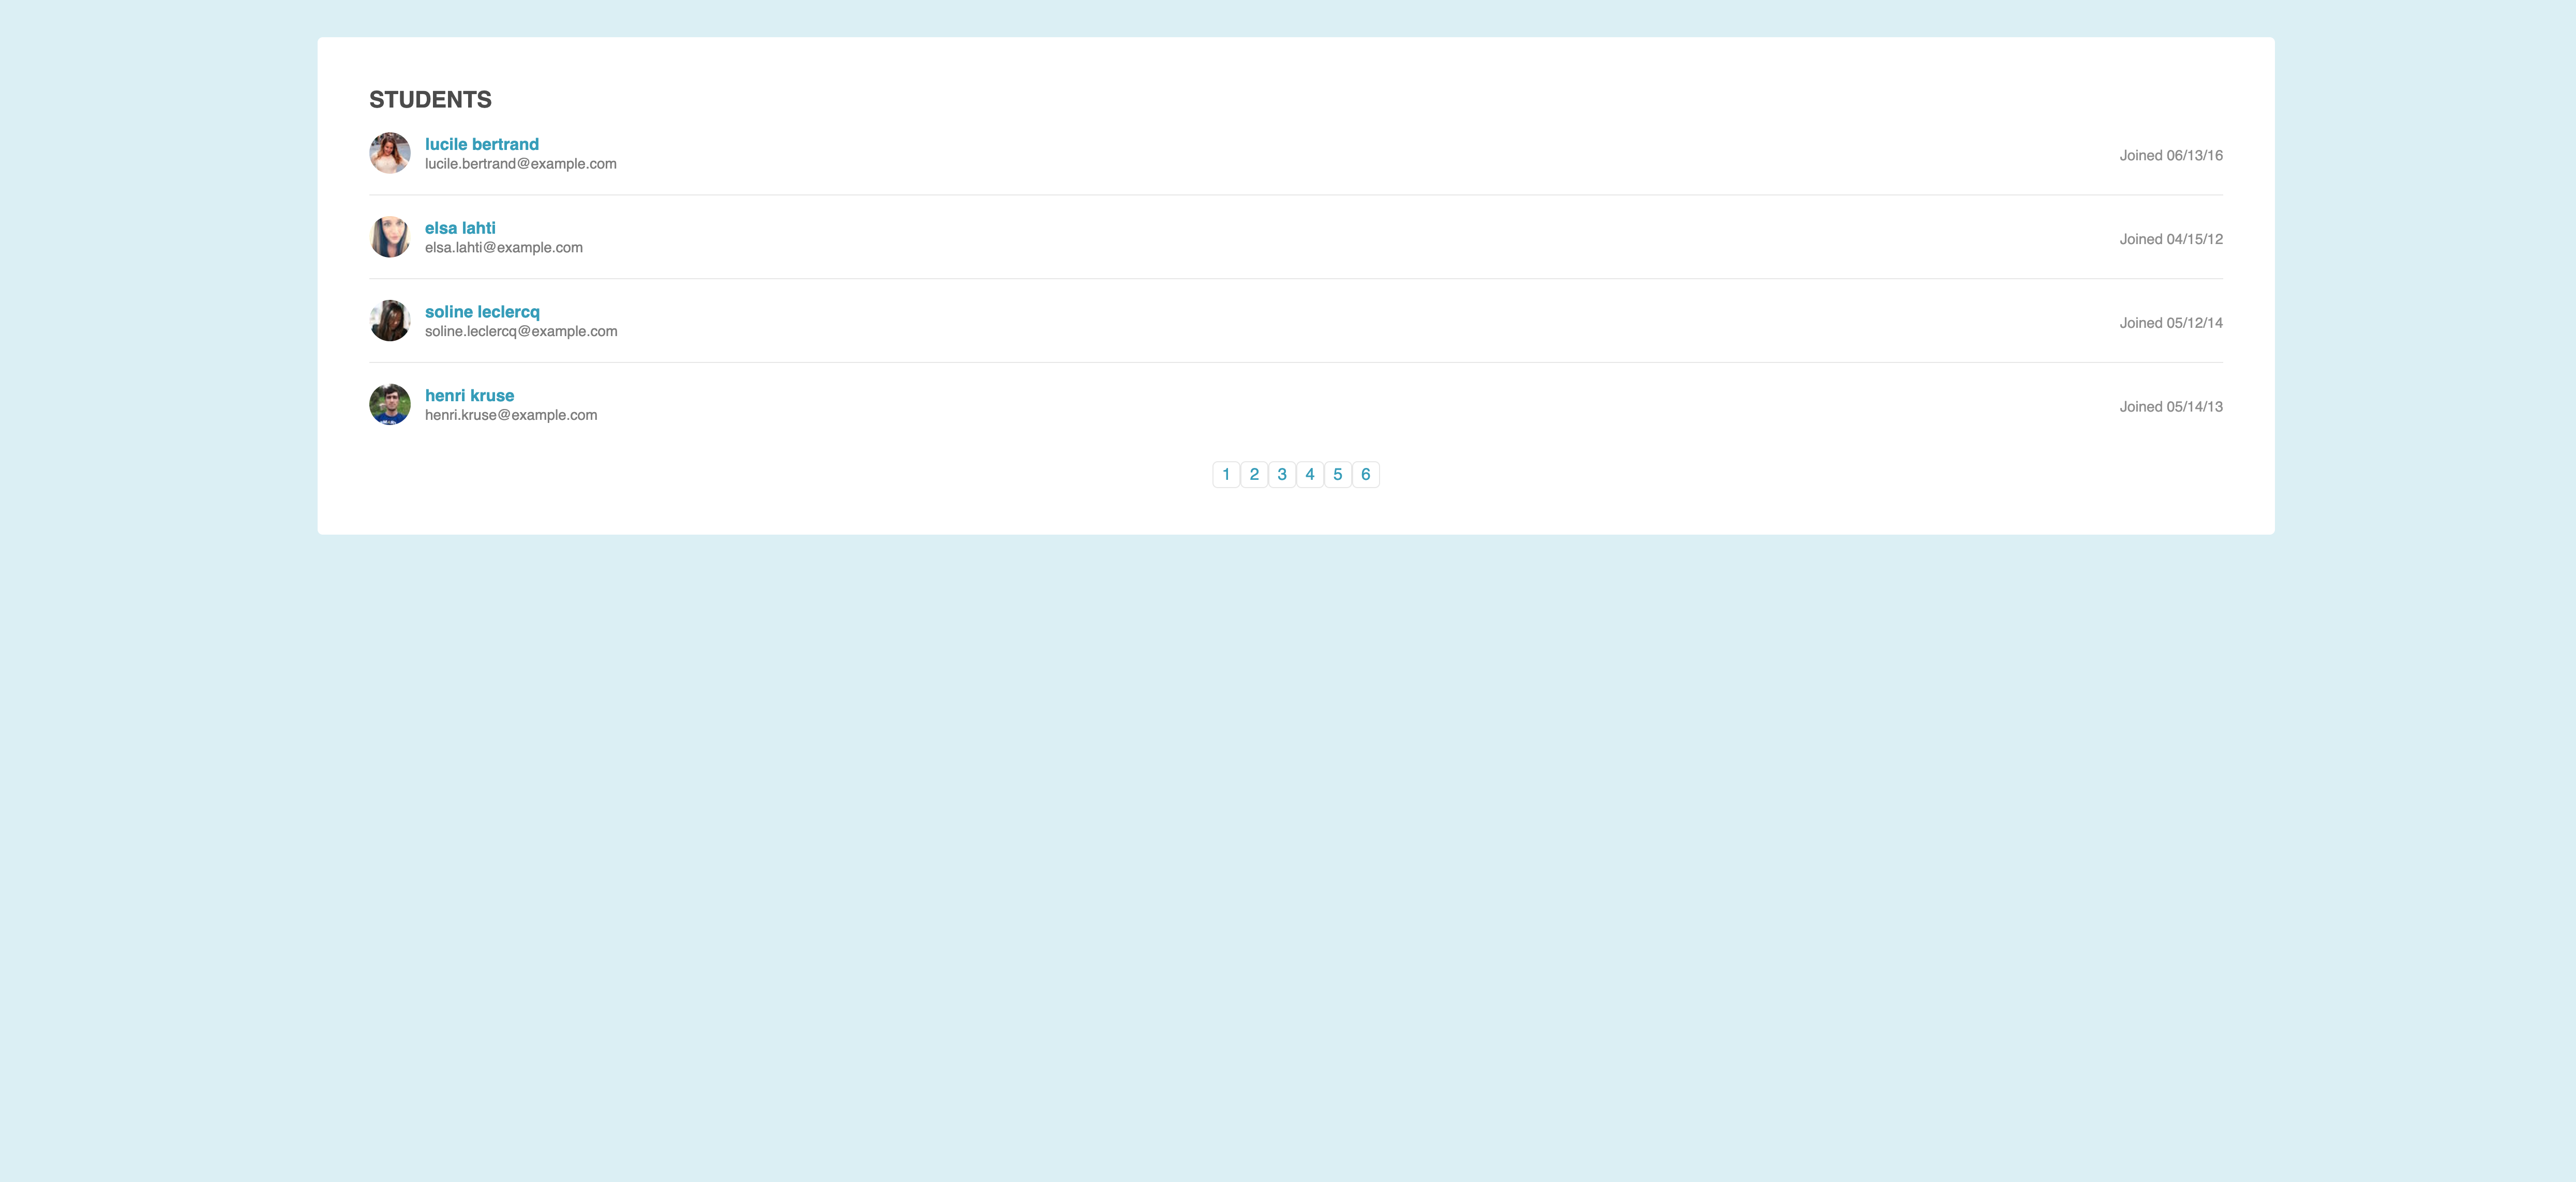 STUDENTS
lucile bertrand
lucile.bertrand@example.com
Joined 06/13/16
elsa lahti
elsa.lahti@example.com
Joined 04/15/12
soline leclercq
soline.leclercq@example.com
Joined 05/12/14
henri kruse
henri.kruse@example.com
Joined 05/14/13
1 2 3 4 5 6